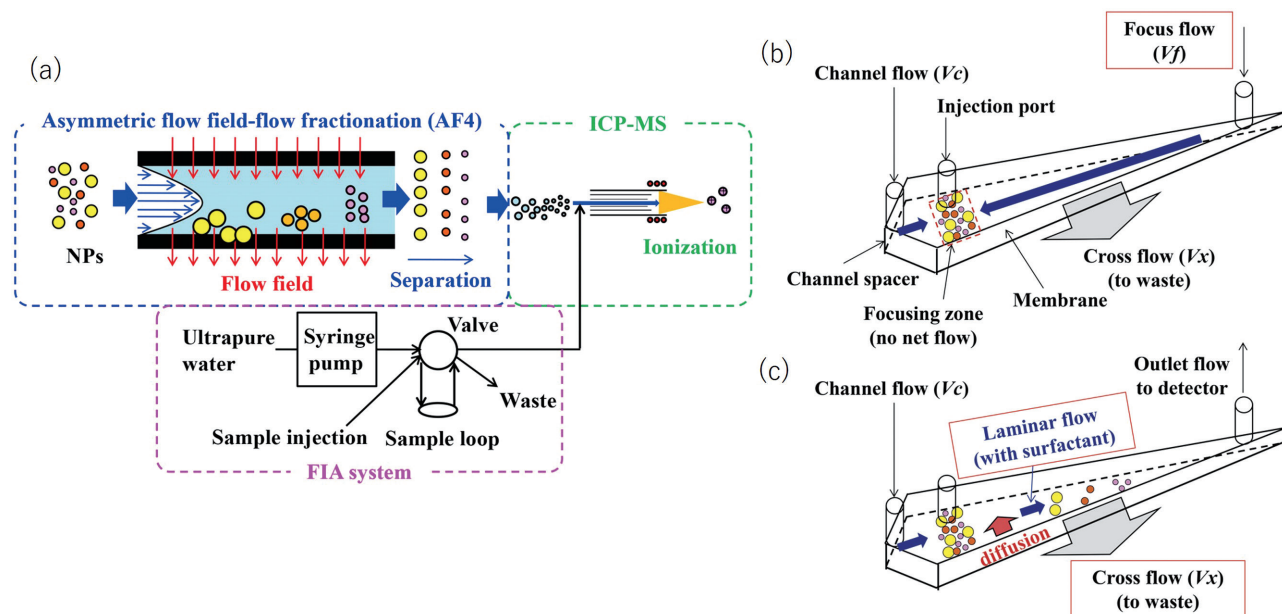 (a)
Asymmetric flow field-flow fractionation (AF4)
ICP-MS
NPs
Flow field
Separation
Ionization
Ultrapure
water
Syringe
pump
Valve
Waste
Sample injection
Sample loop
FIA system
(b)
Focus flow
(Vf)
Channel flow (Vc)
Injection port
Channel spacer
Cross flow (Vx)
(to waste)
Membrane
Focusing zone
(no net flow)
(c)
Outlet flow
to detector
Channel flow (Vc)
Laminar flow
(with surfactant)
diffusion
Cross flow (Vx)
(to waste)